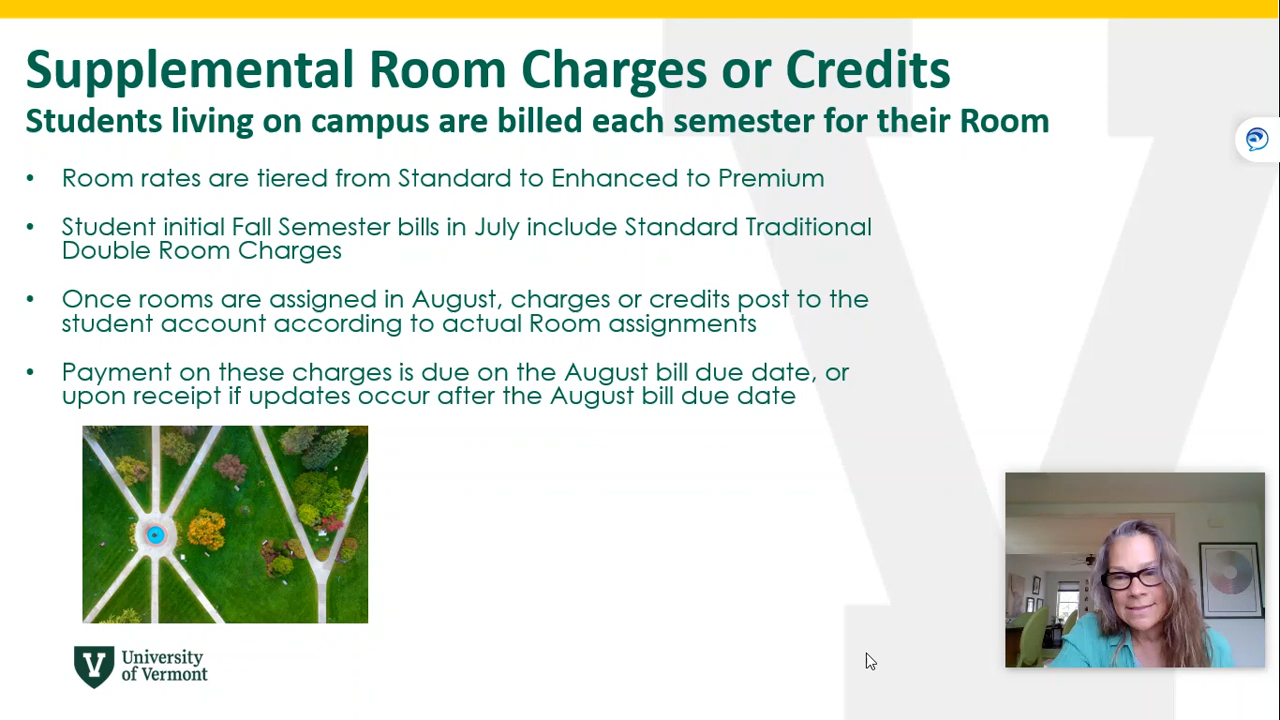 Supplemental Room Charges or Credits
Students living on campus are billed each semester for their Room
• Room rates are tiered from Standard to Enhanced to Premium
• Student initial Fall Semester bills in July include Standard Traditional
Double Room Charges
• Once rooms are assigned in August, charges or credits post to the
student account according to actual Room assignments
• Payment on these charges is due on the August bill due date, or
upon receipt if updates occur after the August bill due date
V University
of Vermont